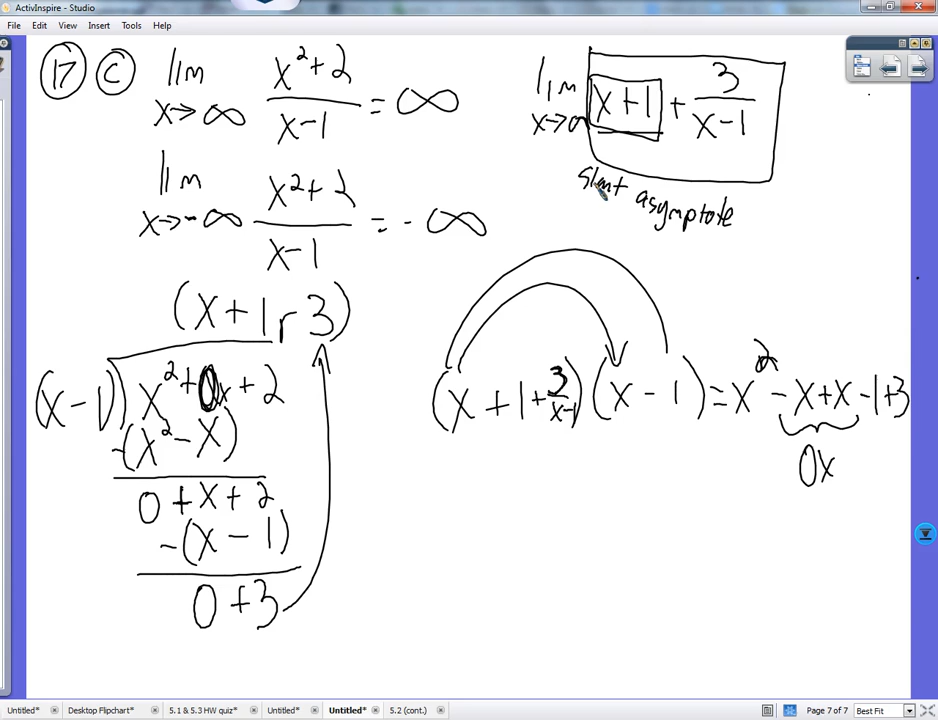 ActivInspire - Studio
File Edit View Insert Tools
17 C
lim x→∞ x²+2 / x-1 = ∞
lim x→∞ x+1 + 3 / x-1
slant asymptote
lim x→-∞ x²+2 / x-1 = -∞
(x+1 r 3)
(x-1) x²+0x+2
-(x²-x)
0+x+2
-(x-1)
0+3
(x+1+3/x-1)(x-1)=x²-x+x-1+3
0x
Untitled* Desktop Flipchart* 5.1 & 5.3 HW quiz* Untitled* Untitled* 5.2 (cont.) Page 7 of 7 Best Fit